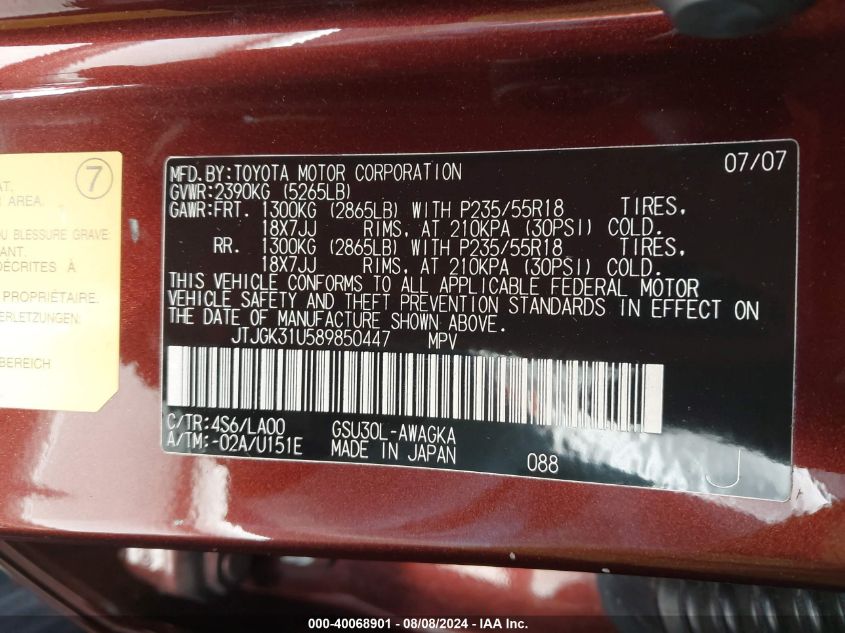 7
AT.
AREA.
OU BLESSURE GRAVE
ANT.
DÉCRITES À
PROPRIÉTAIRE.
ERLETZUNGEN.
BEREICH
MFD.BY:TOYOTA MOTOR CORPORATION 07/07
GVWR:2390KG (5265LB)
GAWR:FRT. 1300KG (2865LB) WITH P235/55R18 TIRES,
18X7JJ RIMS, AT 210KPA (30PSI) COLD.
RR. 1300KG (2865LB) WITH P235/55R18 TIRES,
18X7JJ RIMS, AT 210KPA (30PSI) COLD.
THIS VEHICLE CONFORMS TO ALL APPLICABLE FEDERAL MOTOR
VEHICLE SAFETY AND THEFT PREVENTION STANDARDS IN EFFECT ON
THE DATE OF MANUFACTURE SHOWN ABOVE.
JTJGK31U589850447 MPV
C/TR:4S6/LA00 GSU30L-AWAGKA
A/TM:-02A/U151E MADE IN JAPAN 088 J
000-40068901 - 08/08/2024 - IAA Inc.